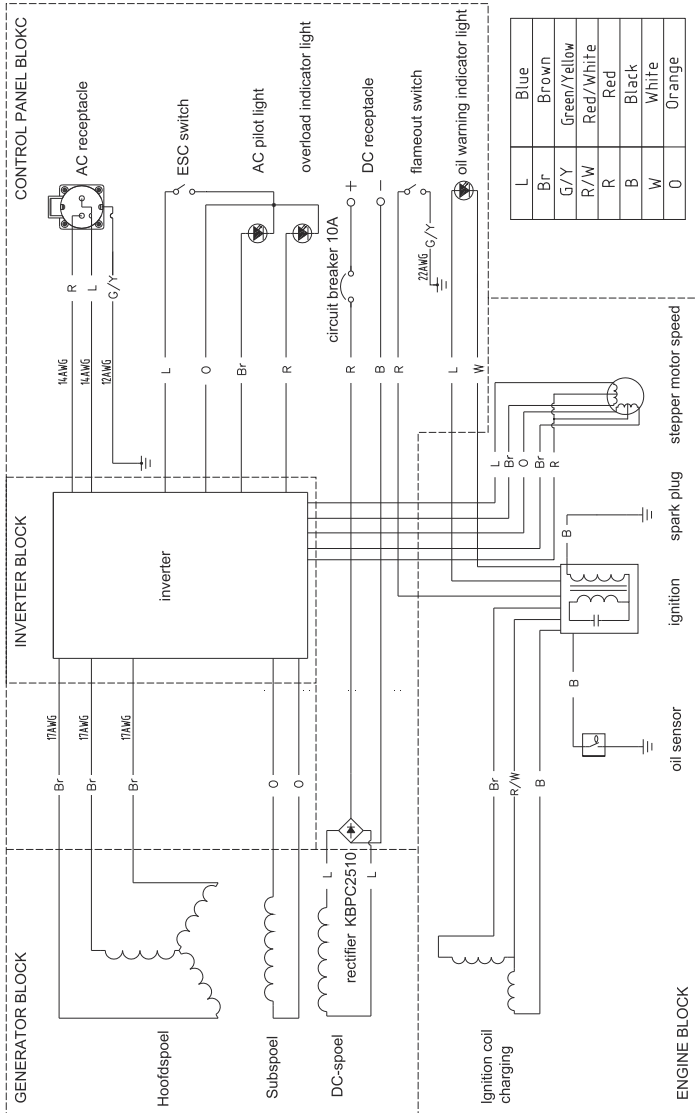 CONTROL PANEL BLOKC
AC receptacle
ESC switch
AC pilot light
overload indicator light
DC receptacle
flameout switch
oil warning indicator light
circuit breaker 10A
+
−
14AWG
R
14AWG
L
12AWG
G/Y
L
O
Br
R
R
B
R
22AWG
G/Y
L
W
L
Blue
Br
Brown
G/Y
Green/Yellow
R/W
Red/White
R
Red
B
Black
W
White
O
Orange
INVERTER BLOCK
inverter
L
Br
O
Br
R
stepper motor speed
spark plug
B
ignition
B
oil sensor
17AWG
Br
17AWG
Br
17AWG
Br
O
O
L
L
rectifier KBPC2510
Br
R/W
B
GENERATOR BLOCK
Hoofdspoel
Subspoel
DC-spoel
Ignition coil
charging
ENGINE BLOCK